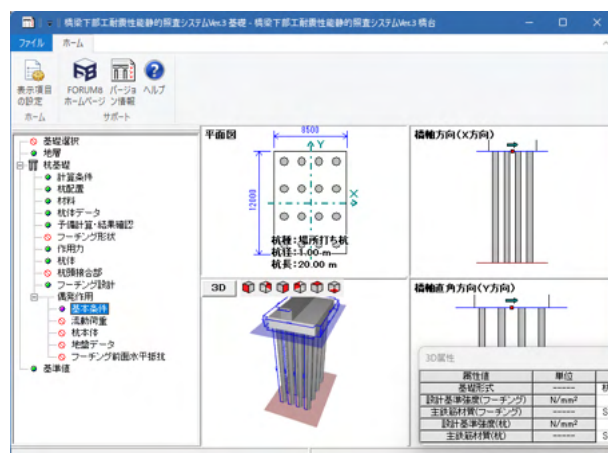 橋梁下部工耐震性能静的照査システムVer.3 基礎 - 橋梁下部工耐震性能静的照査システムVer.3 橋台
ファイル
ホーム
表示項目
の設定
FORUM8
ホームページ
バージョ
ン情報
ヘルプ
ホーム
サポート
基礎選択
地層
杭基礎
計算条件
杭配置
材料
杭体データ
予備計算・結果確認
フーチング形状
作用力
杭体
杭頭接合部
フーチング設計
偶発作用
基本条件
流動荷重
杭本体
地盤データ
フーチング前面水平抵抗
基準値
平面図
8500
Y
X
12000
杭種:場所打ち杭
杭径:1.00 m
杭長:20.00 m
橋軸方向(X方向)
3D
橋軸直角方向(Y方向)
3D属性
属性値
単位
基礎形式
-----
設計基準強度(フーチング)
N/mm²
主鉄筋材質(フーチング)
-----
S
設計基準強度(杭)
N/mm²
主鉄筋材質(杭)
-----
S